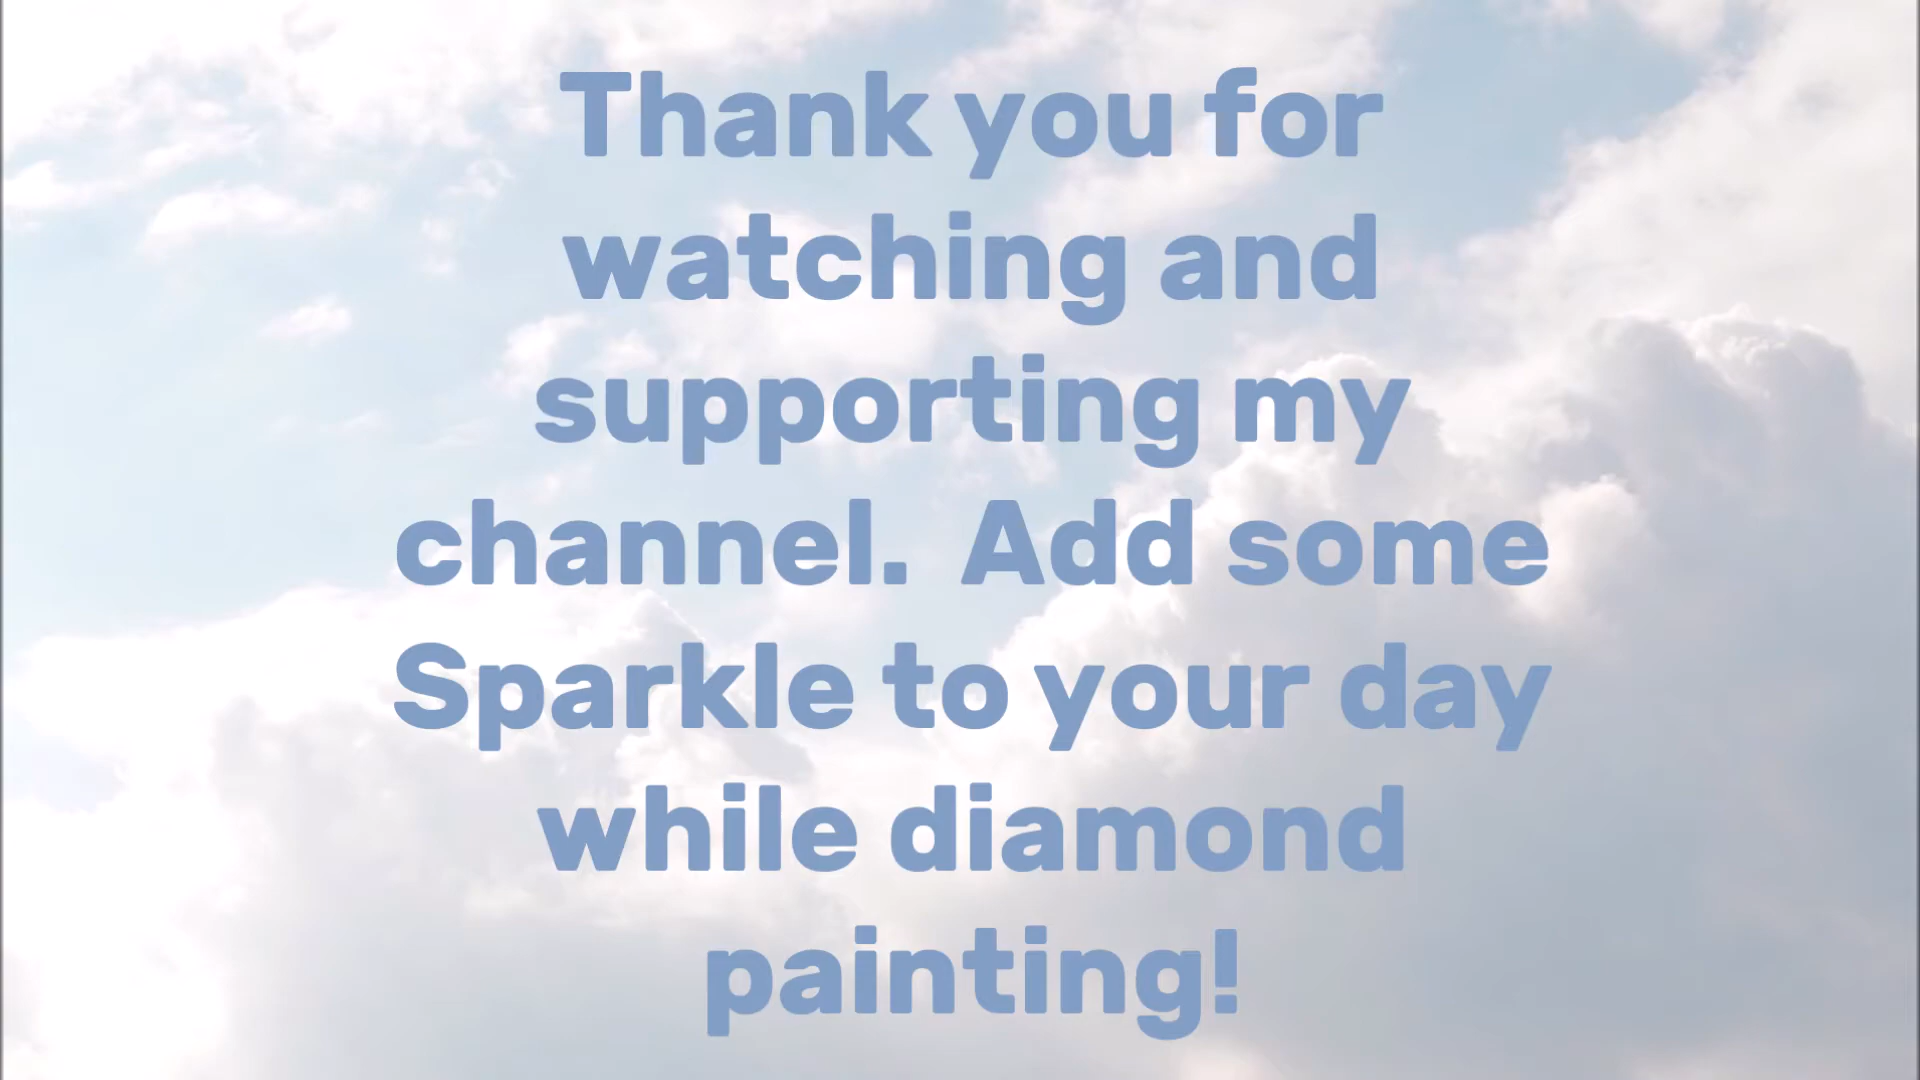 Thank you for
watching and
supporting my
channel.  Add some
Sparkle to your day
while diamond
painting!